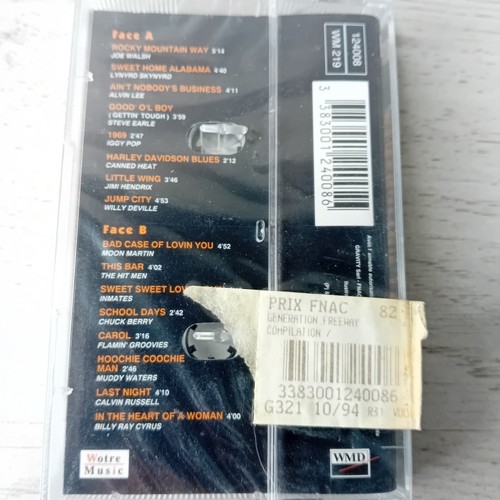 Face A
ROCKY MOUNTAIN WAY 5'14
JOE WALSH
SWEET HOME ALABAMA 4'40
LYNYRD SKYNYRD
AIN'T NOBODY'S BUSINESS 4'11
ALVIN LEE
GOOD' O'L BOY
(GETTIN' TOUGH) 3'59
STEVE EARLE
1969 2'47
IGGY POP
HARLEY DAVIDSON BLUES 2'12
CANNED HEAT
LITTLE WING 3'46
JIMI HENDRIX
JUMP CITY 4'53
WILLY DEVILLE
Face B
BAD CASE OF LOVIN YOU 4'52
MOON MARTIN
THIS BAR 4'02
THE HIT MEN
SWEET SWEET
INMATES
SCHOOL DAYS 2'42
CHUCK BERRY
CAROL 3'16
FLAMIN' GROOVIES
HOOCHIE COOCHIE
MAN 2'46
MUDDY WATERS
LAST NIGHT 4'10
CALVIN RUSSELL
IN THE HEART OF A WOMAN 4'00
BILLY RAY CYRUS
Wotre
Music
124008
WM 219
3 383001 240086
PRIX FNAC 82
GENERATION FREEWAY
COMPILATION /
3383001240086
G321 10/94
WMD